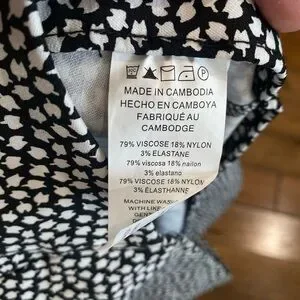 MADE IN CAMBODIA
HECHO EN CAMBOYA
FABRIQUÉ AU
CAMBODGE
79% VISCOSE 18% NYLON
3% ELASTANE
79% viscosa 18% nailon
3% elastano
79% VISCOSE 18% NYLON
3% ELASTHANNE
MACHINE WASH
WITH LIKE